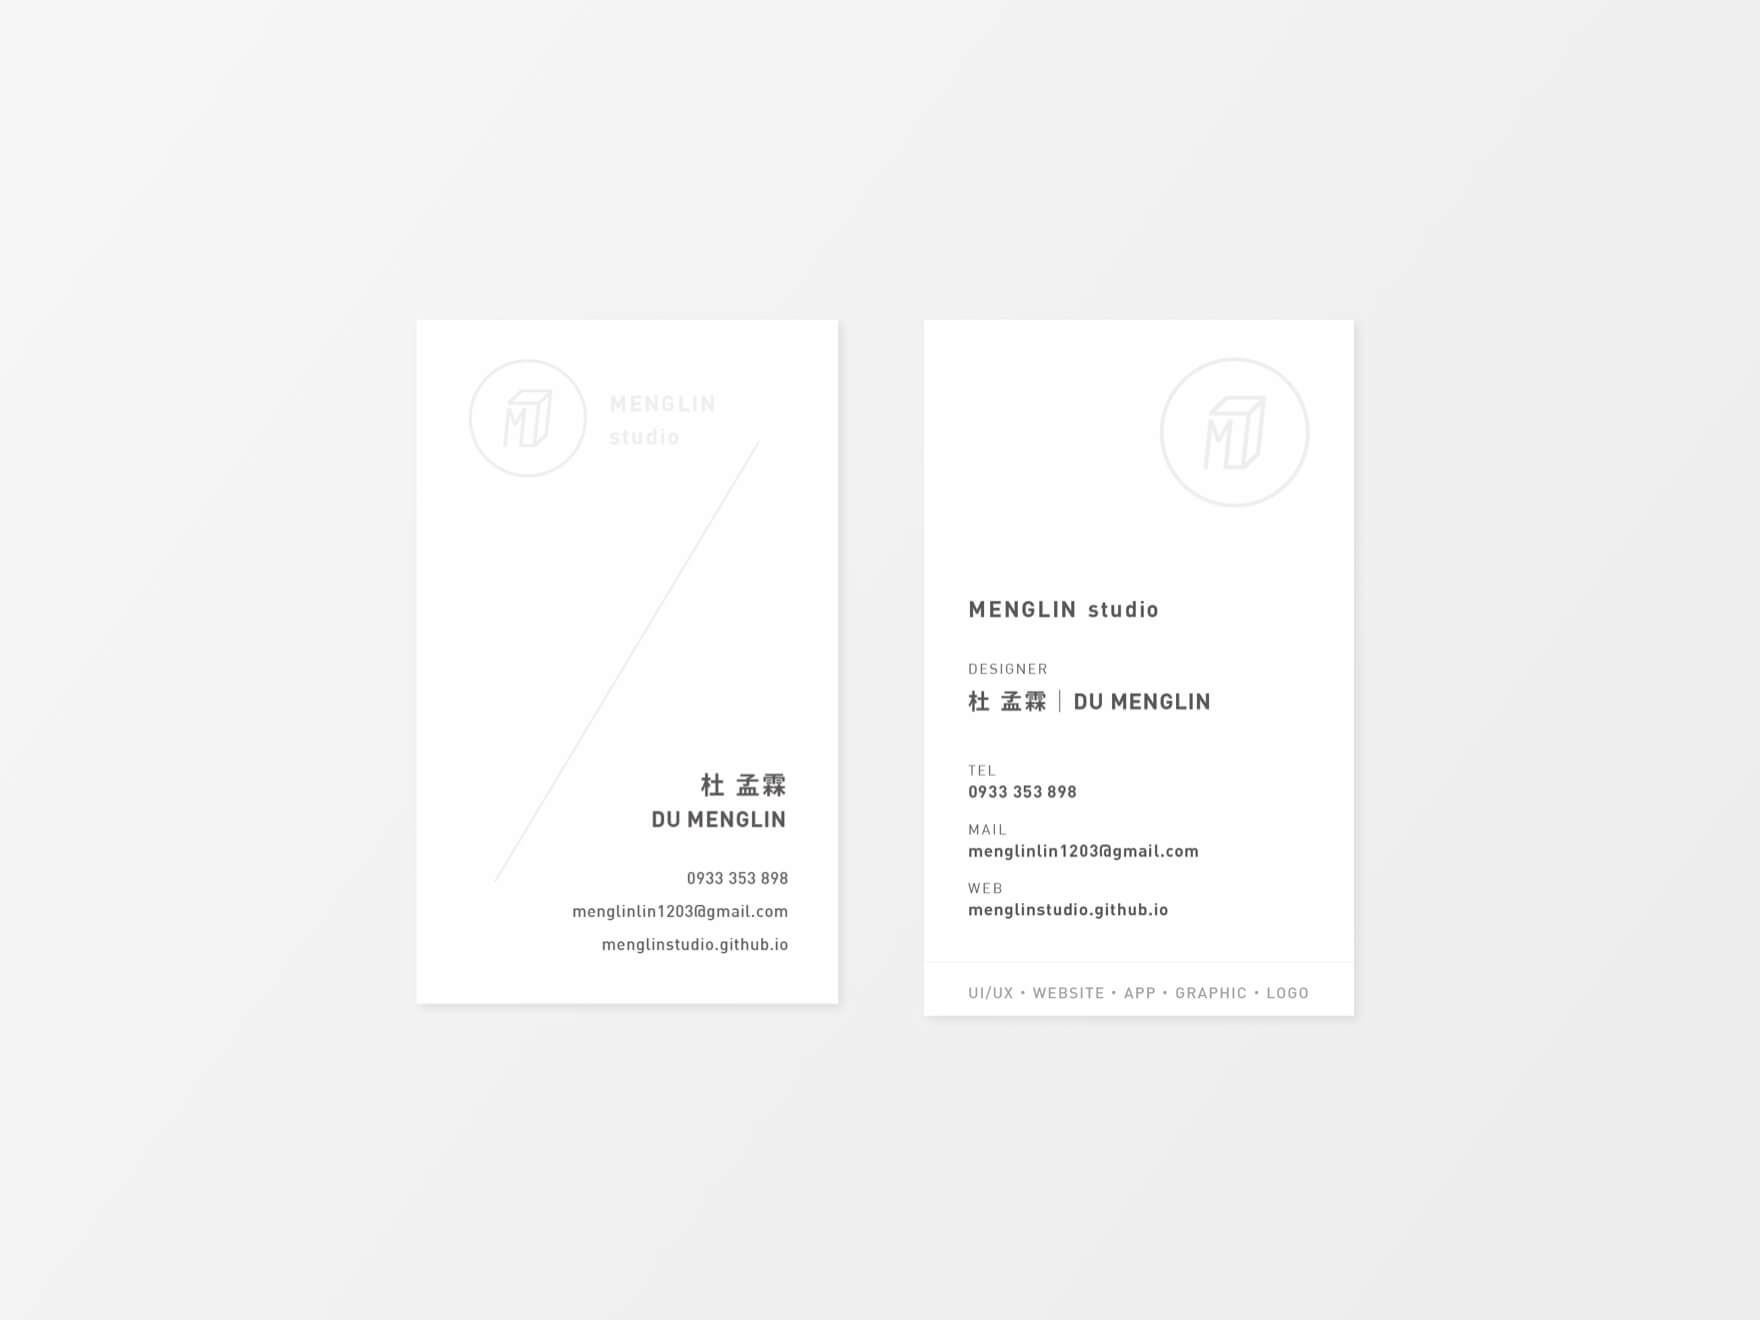 MENGLIN
studio
杜 孟霖
DU MENGLIN
0933 353 898
menglinlin1203@gmail.com
menglinstudio.github.io
MENGLIN studio
DESIGNER
杜 孟霖｜DU MENGLIN
TEL
0933 353 898
MAIL
menglinlin1203@gmail.com
WEB
menglinstudio.github.io
UI/UX • WEBSITE • APP • GRAPHIC • LOGO